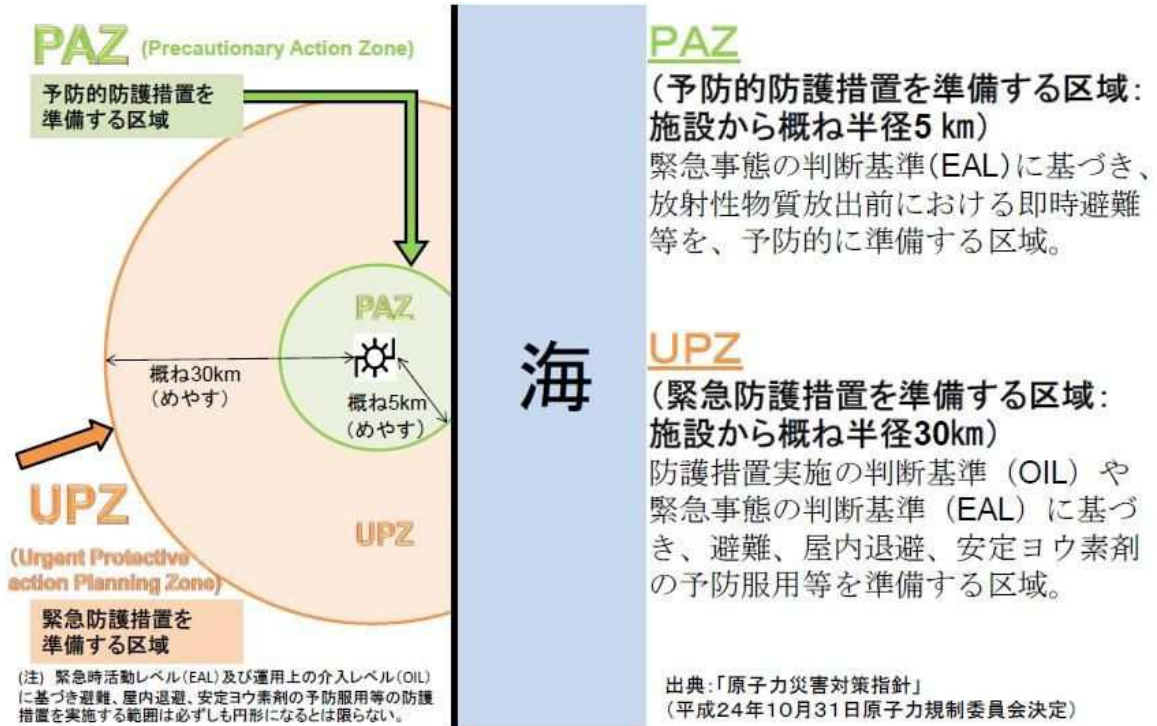 PAZ (Precautionary Action Zone)
予防的防護措置を
準備する区域
PAZ
概ね30km
(めやす)
概ね5km
(めやす)
UPZ
UPZ
(Urgent Protective
action Planning Zone)
緊急防護措置を
準備する区域
(注) 緊急時活動レベル(EAL)及び運用上の介入レベル(OIL)
に基づき避難、屋内退避、安定ヨウ素剤の予防服用等の防護
措置を実施する範囲は必ずしも円形になるとは限らない。
海
PAZ
(予防的防護措置を準備する区域:
施設から概ね半径5 km)
緊急事態の判断基準(EAL)に基づき、
放射性物質放出前における即時避難
等を、予防的に準備する区域。
UPZ
(緊急防護措置を準備する区域:
施設から概ね半径30km)
防護措置実施の判断基準(OIL)や
緊急事態の判断基準(EAL)に基づ
き、避難、屋内退避、安定ヨウ素剤
の予防服用等を準備する区域。
出典:「原子力災害対策指針」
(平成24年10月31日原子力規制委員会決定)